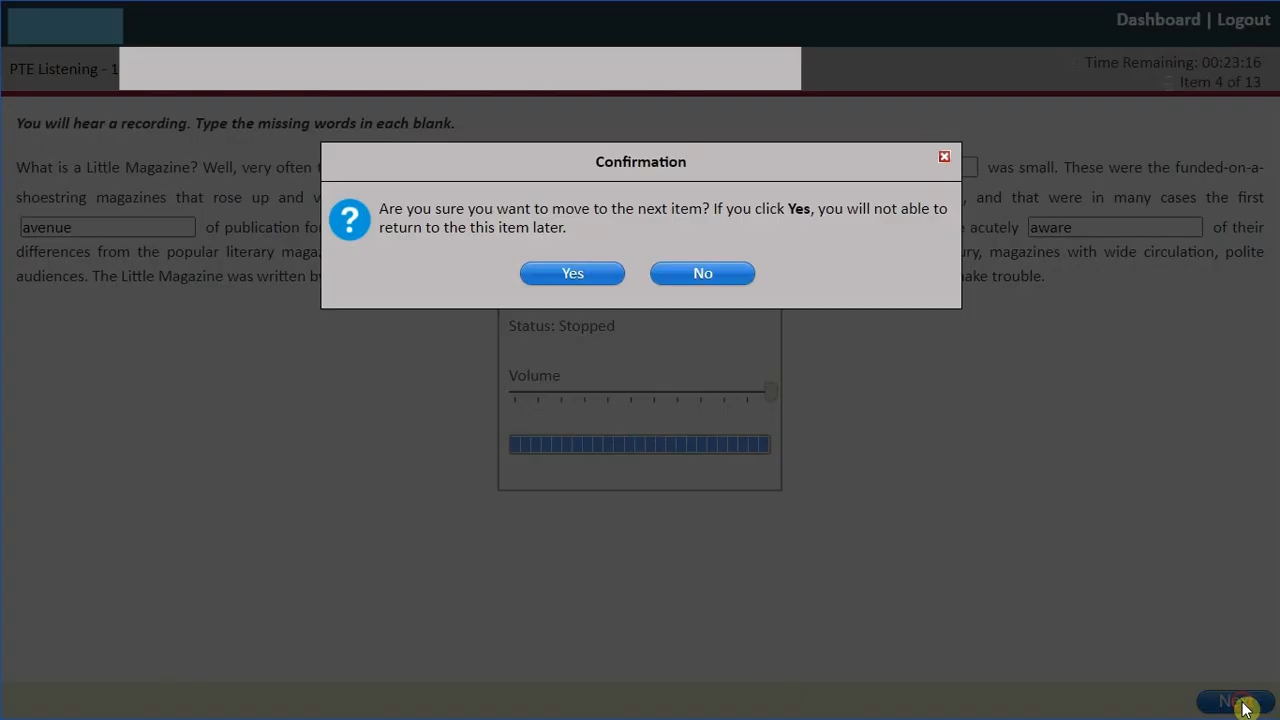 Dashboard | Logout
PTE Listening - 1
Time Remaining: 00:23:16
Item 4 of 13
You will hear a recording. Type the missing words in each blank.
What is a Little Magazine? Well, very often was small. These were the funded-on-a-
shoestring magazines that rose up and , and that were in many cases the first
avenue of publication acutely aware of their
differences from the popular literary magazines with wide circulation, polite
audiences. The Little Magazine was written by make trouble.
Confirmation
Are you sure you want to move to the next item? If you click Yes, you will not able to
return to the this item later.
Yes No
Status: Stopped
Volume